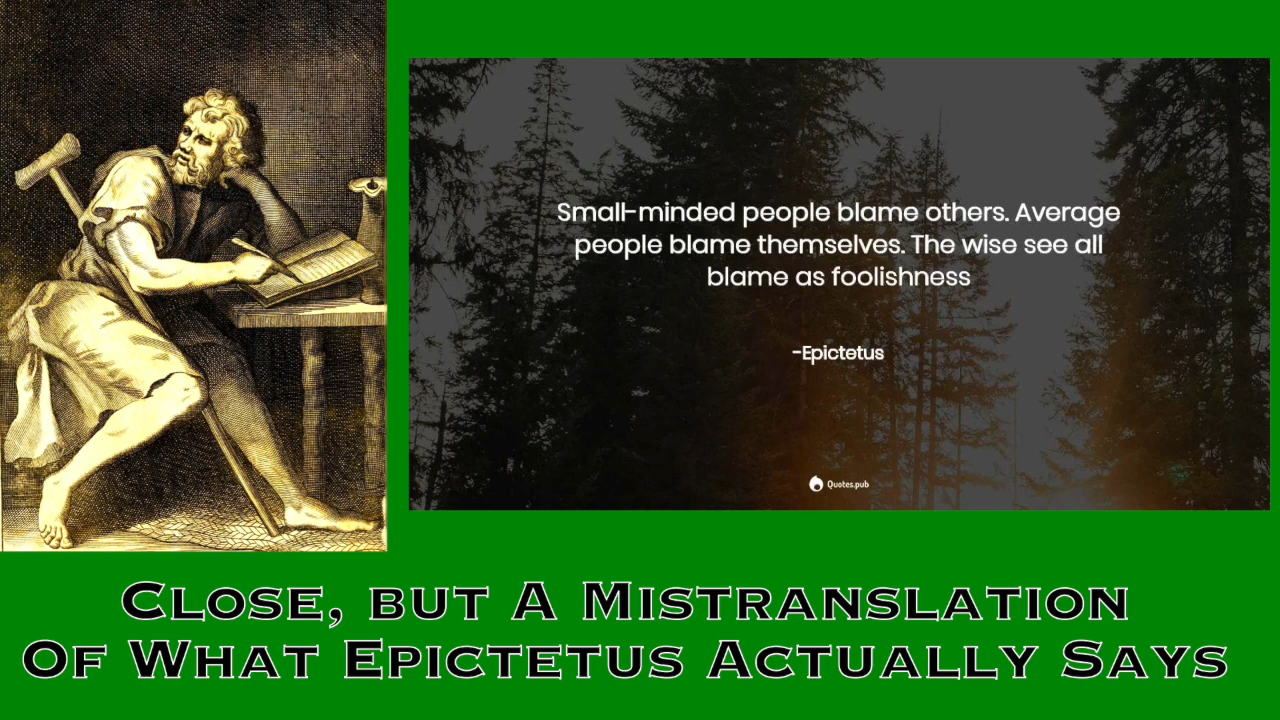 Small-minded people blame others. Average
people blame themselves. The wise see all
blame as foolishness
-Epictetus
Quotes.pub
Close, but A Mistranslation
Of What Epictetus Actually Says